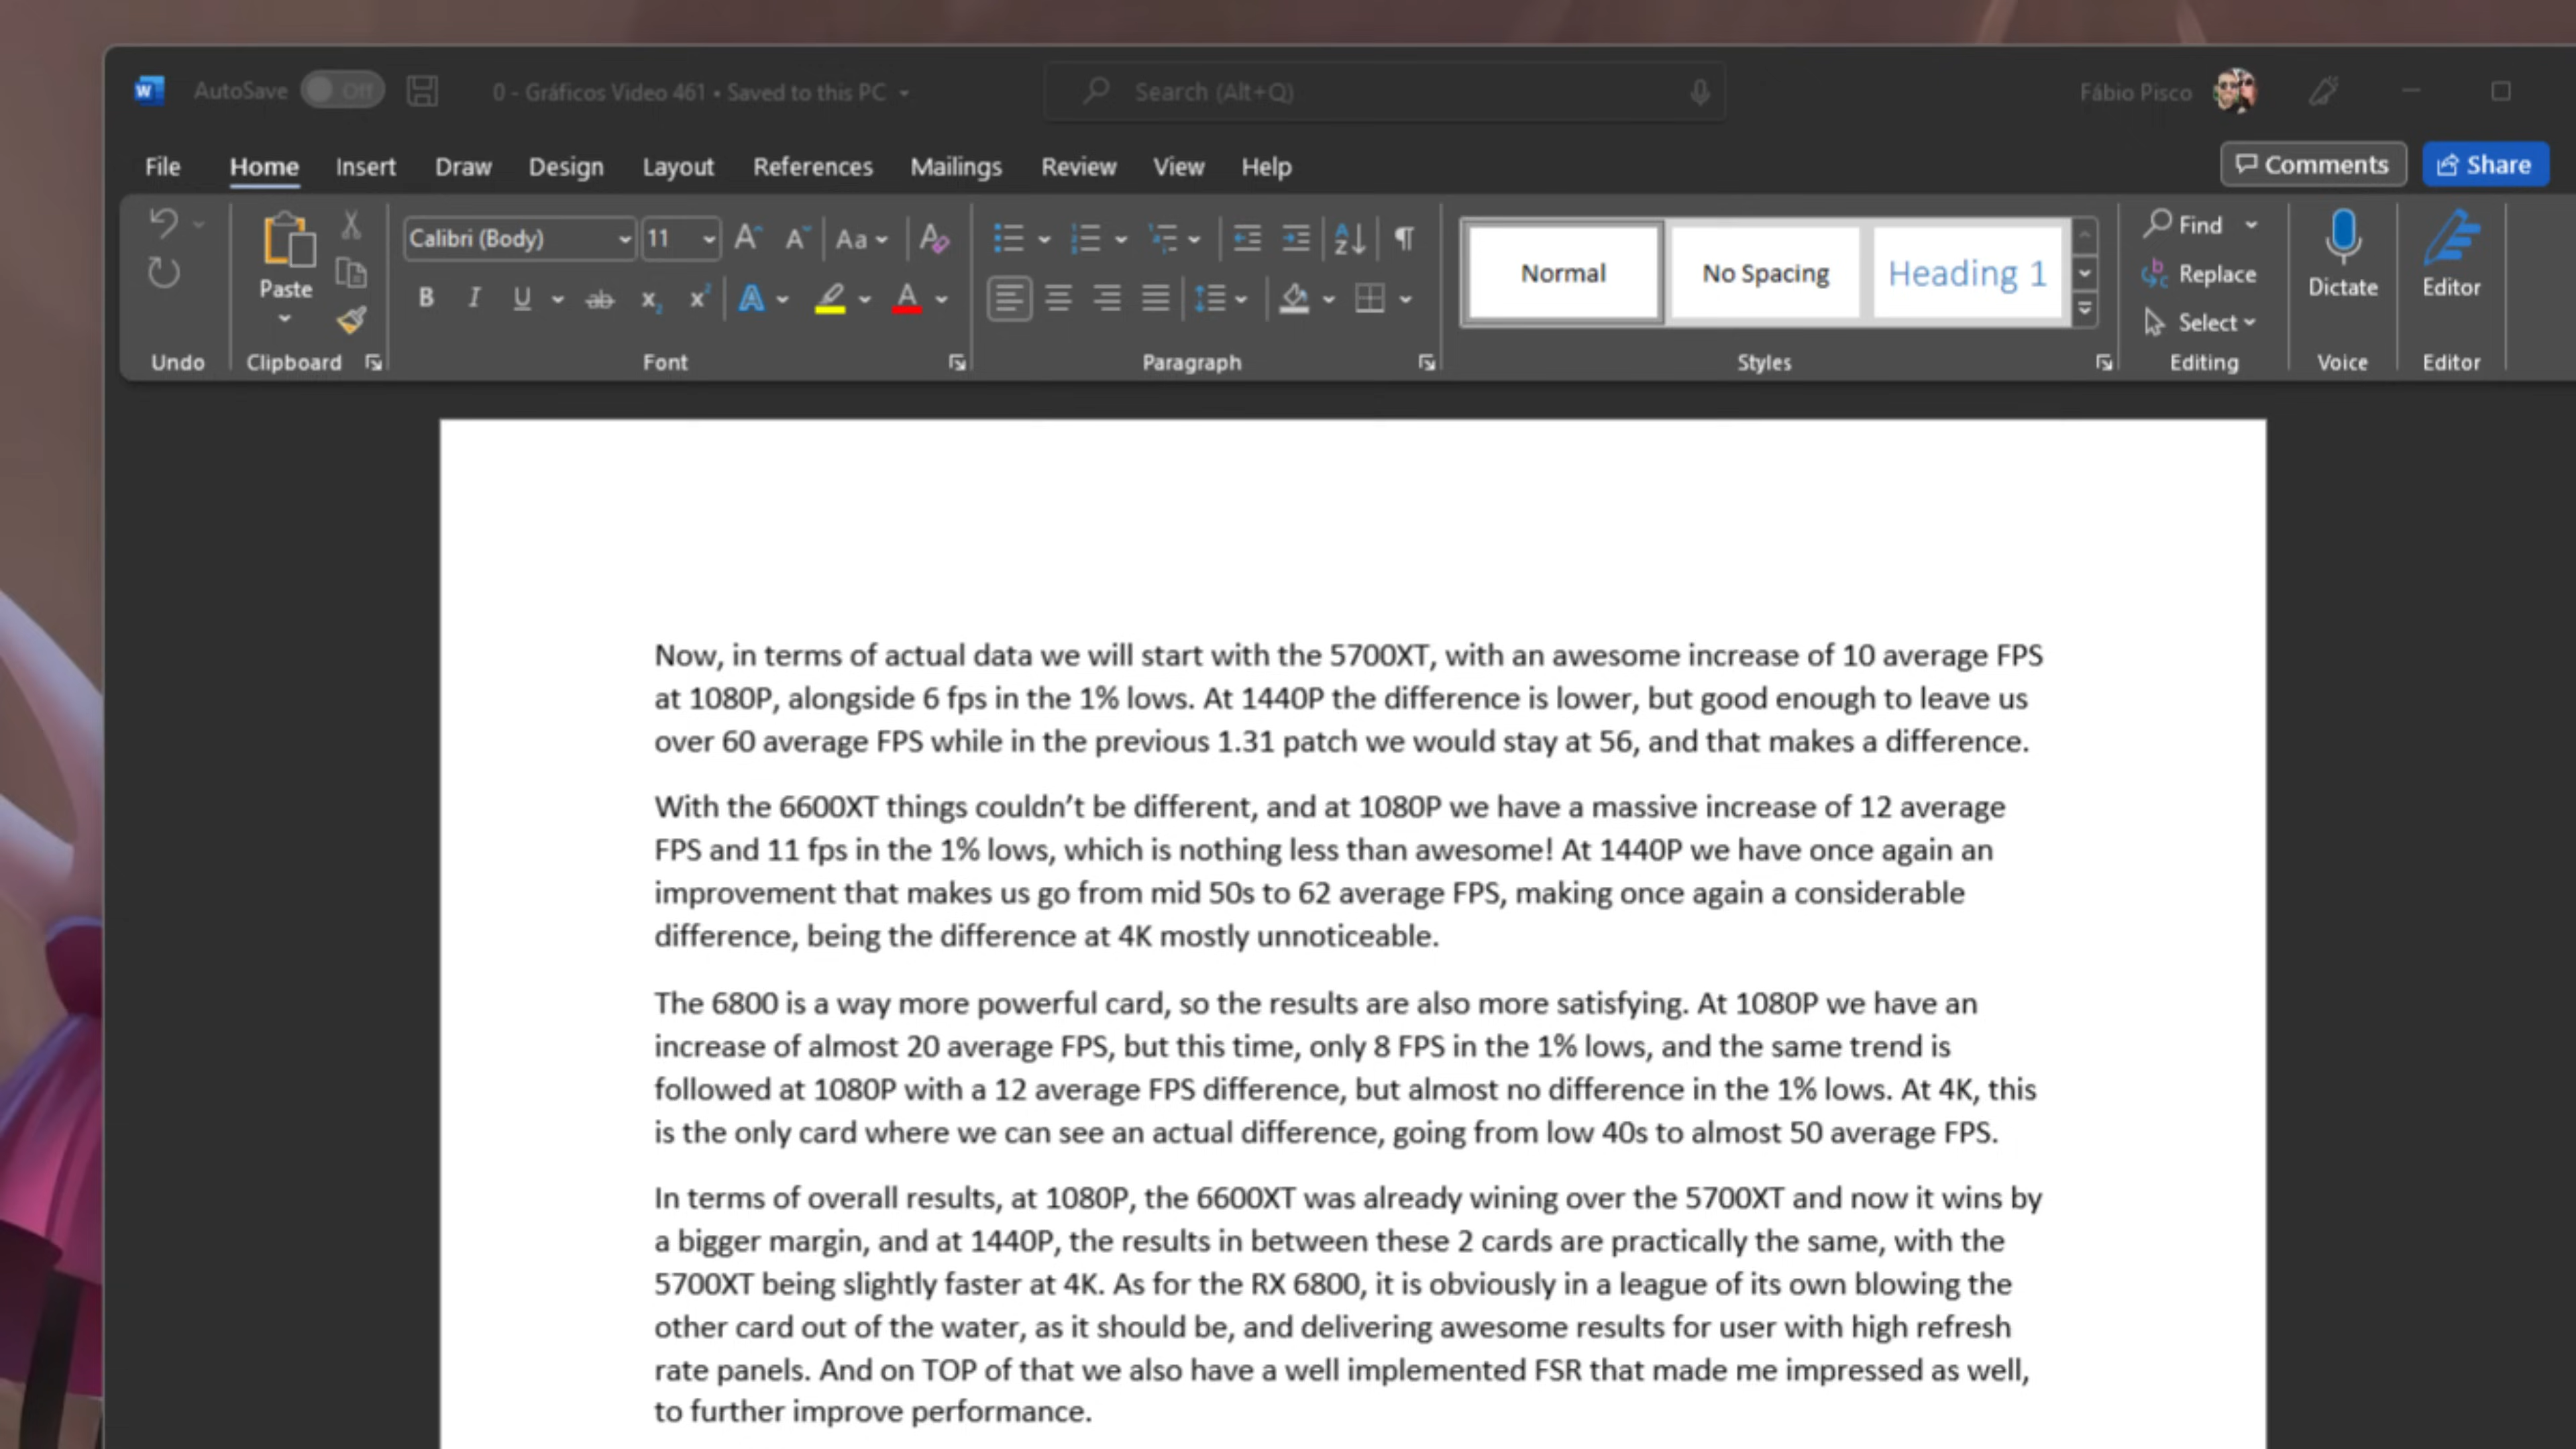 AutoSave Off 0 - Gráficos Video 461 • Saved to this PC Search (Alt+Q) Fábio Pisco
File Home Insert Draw Design Layout References Mailings Review View Help Comments Share
Calibri (Body) 11 Aa Normal No Spacing Heading 1 Find
Paste Replace Dictate Editor
Select
Undo Clipboard Font Paragraph Styles Editing Voice Editor
Now, in terms of actual data we will start with the 5700XT, with an awesome increase of 10 average FPS
at 1080P, alongside 6 fps in the 1% lows. At 1440P the difference is lower, but good enough to leave us
over 60 average FPS while in the previous 1.31 patch we would stay at 56, and that makes a difference.
With the 6600XT things couldn’t be different, and at 1080P we have a massive increase of 12 average
FPS and 11 fps in the 1% lows, which is nothing less than awesome! At 1440P we have once again an
improvement that makes us go from mid 50s to 62 average FPS, making once again a considerable
difference, being the difference at 4K mostly unnoticeable.
The 6800 is a way more powerful card, so the results are also more satisfying. At 1080P we have an
increase of almost 20 average FPS, but this time, only 8 FPS in the 1% lows, and the same trend is
followed at 1080P with a 12 average FPS difference, but almost no difference in the 1% lows. At 4K, this
is the only card where we can see an actual difference, going from low 40s to almost 50 average FPS.
In terms of overall results, at 1080P, the 6600XT was already wining over the 5700XT and now it wins by
a bigger margin, and at 1440P, the results in between these 2 cards are practically the same, with the
5700XT being slightly faster at 4K. As for the RX 6800, it is obviously in a league of its own blowing the
other card out of the water, as it should be, and delivering awesome results for user with high refresh
rate panels. And on TOP of that we also have a well implemented FSR that made me impressed as well,
to further improve performance.